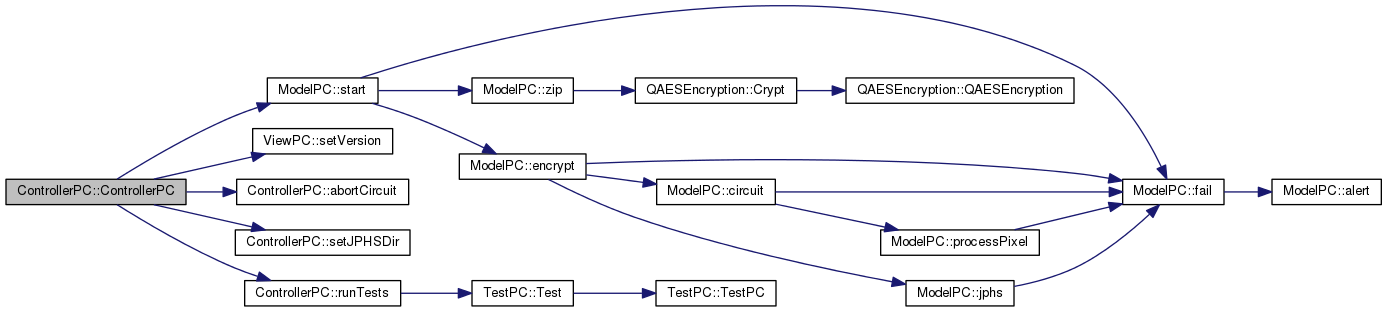 ControllerPC::ControllerPC
ModelPC::start
ViewPC::setVersion
ControllerPC::abortCircuit
ControllerPC::setJPHSDir
ControllerPC::runTests
ModelPC::zip
ModelPC::encrypt
TestPC::Test
QAESEncryption::Crypt
ModelPC::circuit
TestPC::TestPC
QAESEncryption::QAESEncryption
ModelPC::processPixel
ModelPC::jphs
ModelPC::fail
ModelPC::alert